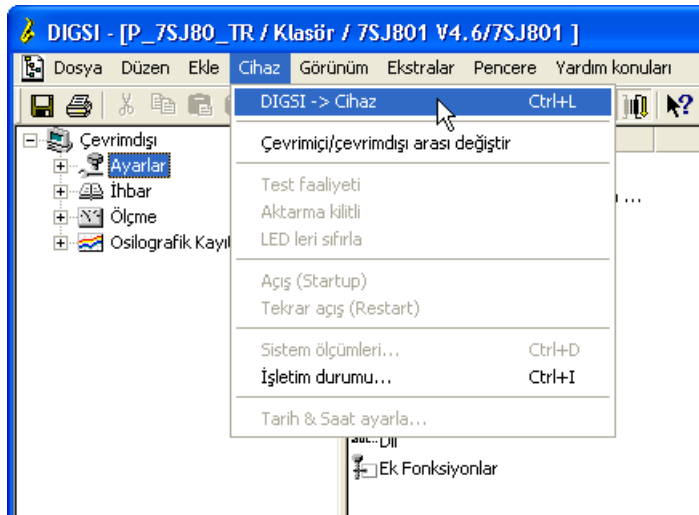 DIGSI - [P_7SJ80_TR / Klasör / 7SJ801 V4.6/7SJ801 ]
Dosya Düzen Ekle Cihaz Görünüm Ekstralar Pencere Yardım konuları
DIGSI -> Cihaz Ctrl+L
Çevrimiçi/çevrimdışı arası değiştir
Test faaliyeti
Aktarma kilitli
LED leri sıfırla
Açış (Startup)
Tekrar açış (Restart)
Sistem ölçümleri... Ctrl+D
İşletim durumu... Ctrl+I
Tarih & Saat ayarla...
Çevrimdışı
Ayarlar
İhbar
Ölçme
Osilografik
...
Dil
Ek Fonksiyonlar